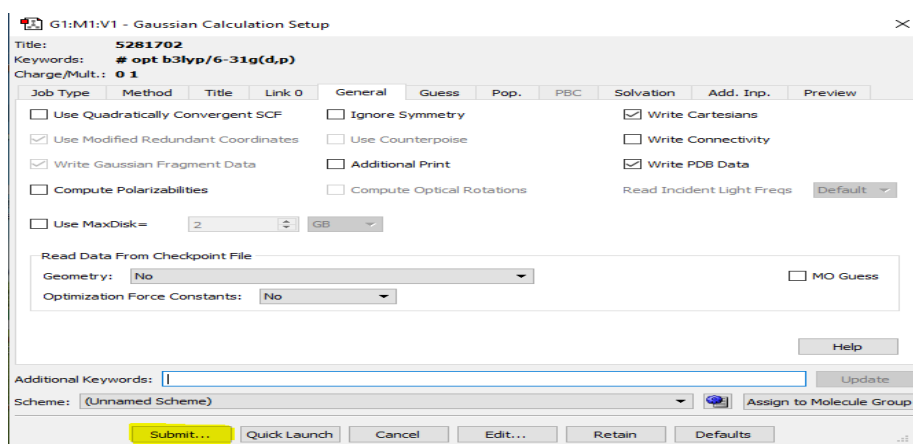 G1:M1:V1 - Gaussian Calculation Setup
Title: 5281702
Keywords: # opt b3lyp/6-31g(d,p)
Charge/Mult.: 0 1
Job Type Method Title Link 0 General Guess Pop. PBC Solvation Add. Inp. Preview
Use Quadratically Convergent SCF Ignore Symmetry Write Cartesians
Use Modified Redundant Coordinates Use Counterpoise Write Connectivity
Write Gaussian Fragment Data Additional Print Write PDB Data
Compute Polarizabilities Compute Optical Rotations Read Incident Light Freqs Default
Use MaxDisk= 2 GB
Read Data From Checkpoint File
Geometry: No MO Guess
Optimization Force Constants: No
Help
Additional Keywords: Update
Scheme: (Unnamed Scheme) Assign to Molecule Group
Submit... Quick Launch Cancel Edit... Retain Defaults